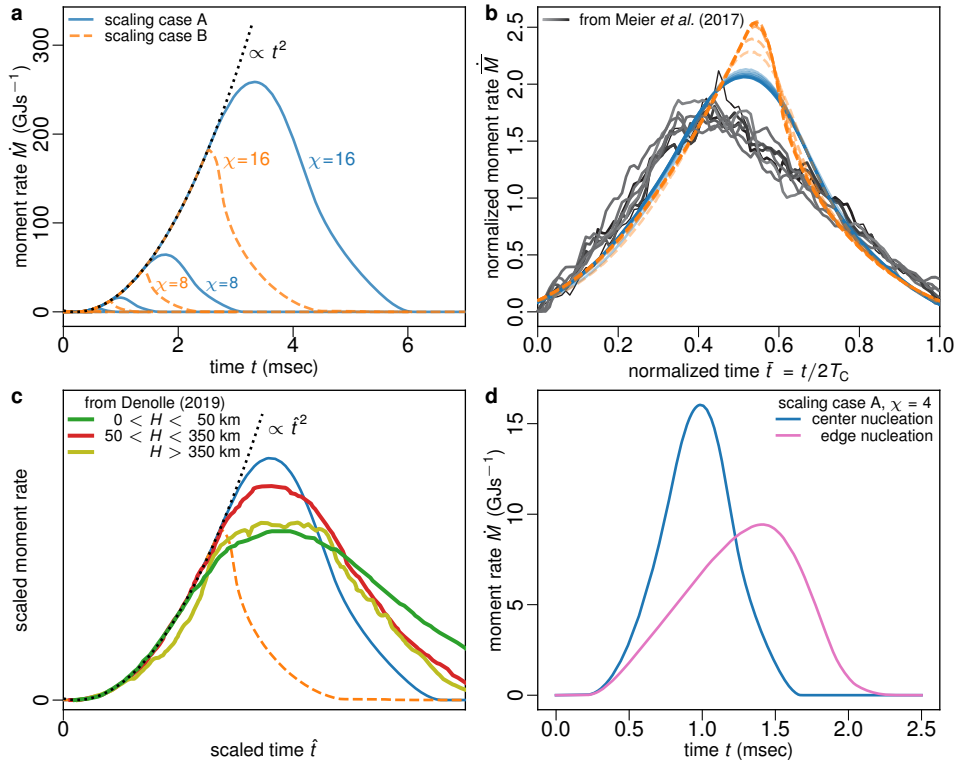 a
scaling case A
scaling case B
∝ t²
χ=16
χ=16
χ=8
χ=8
300
200
100
0
moment rate Ṁ (GJs⁻¹)
0 2 4 6
time t (msec)
b
from Meier et al. (2017)
2.5
2.0
1.5
1.0
0.5
0.0
normalized moment rate Ṁ̅
0.0 0.2 0.4 0.6 0.8 1.0
normalized time t̄ = t/2T_C
c
from Denolle (2019)
0 < H < 50 km
50 < H < 350 km
H > 350 km
∝ t̂²
0
scaled moment rate
0
scaled time t̂
d
scaling case A, χ = 4
center nucleation
edge nucleation
15
10
5
0
moment rate Ṁ (GJs⁻¹)
0.0 0.5 1.0 1.5 2.0 2.5
time t (msec)